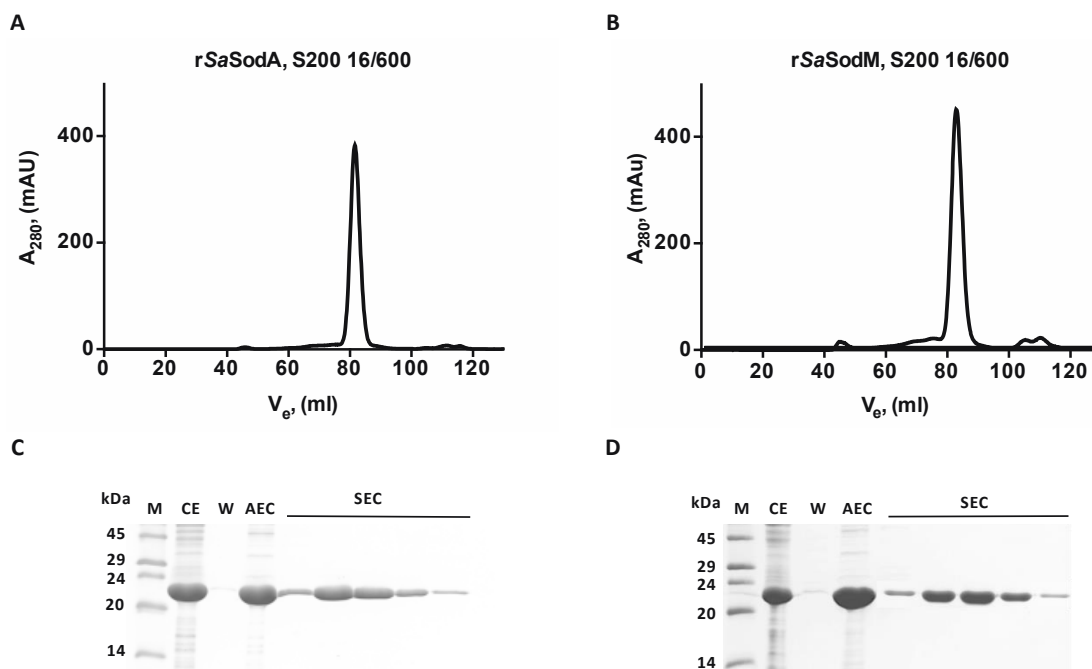 A
rSaSodA, S200 16/600
A280, (mAU)
400
200
0
0 20 40 60 80 100 120
Ve, (ml)
B
rSaSodM, S200 16/600
A280, (mAu)
400
200
0
0 20 40 60 80 100 120
Ve, (ml)
C
kDa M CE W AEC SEC
45
29
24
20
14
D
kDa M CE W AEC SEC
45
29
24
20
14